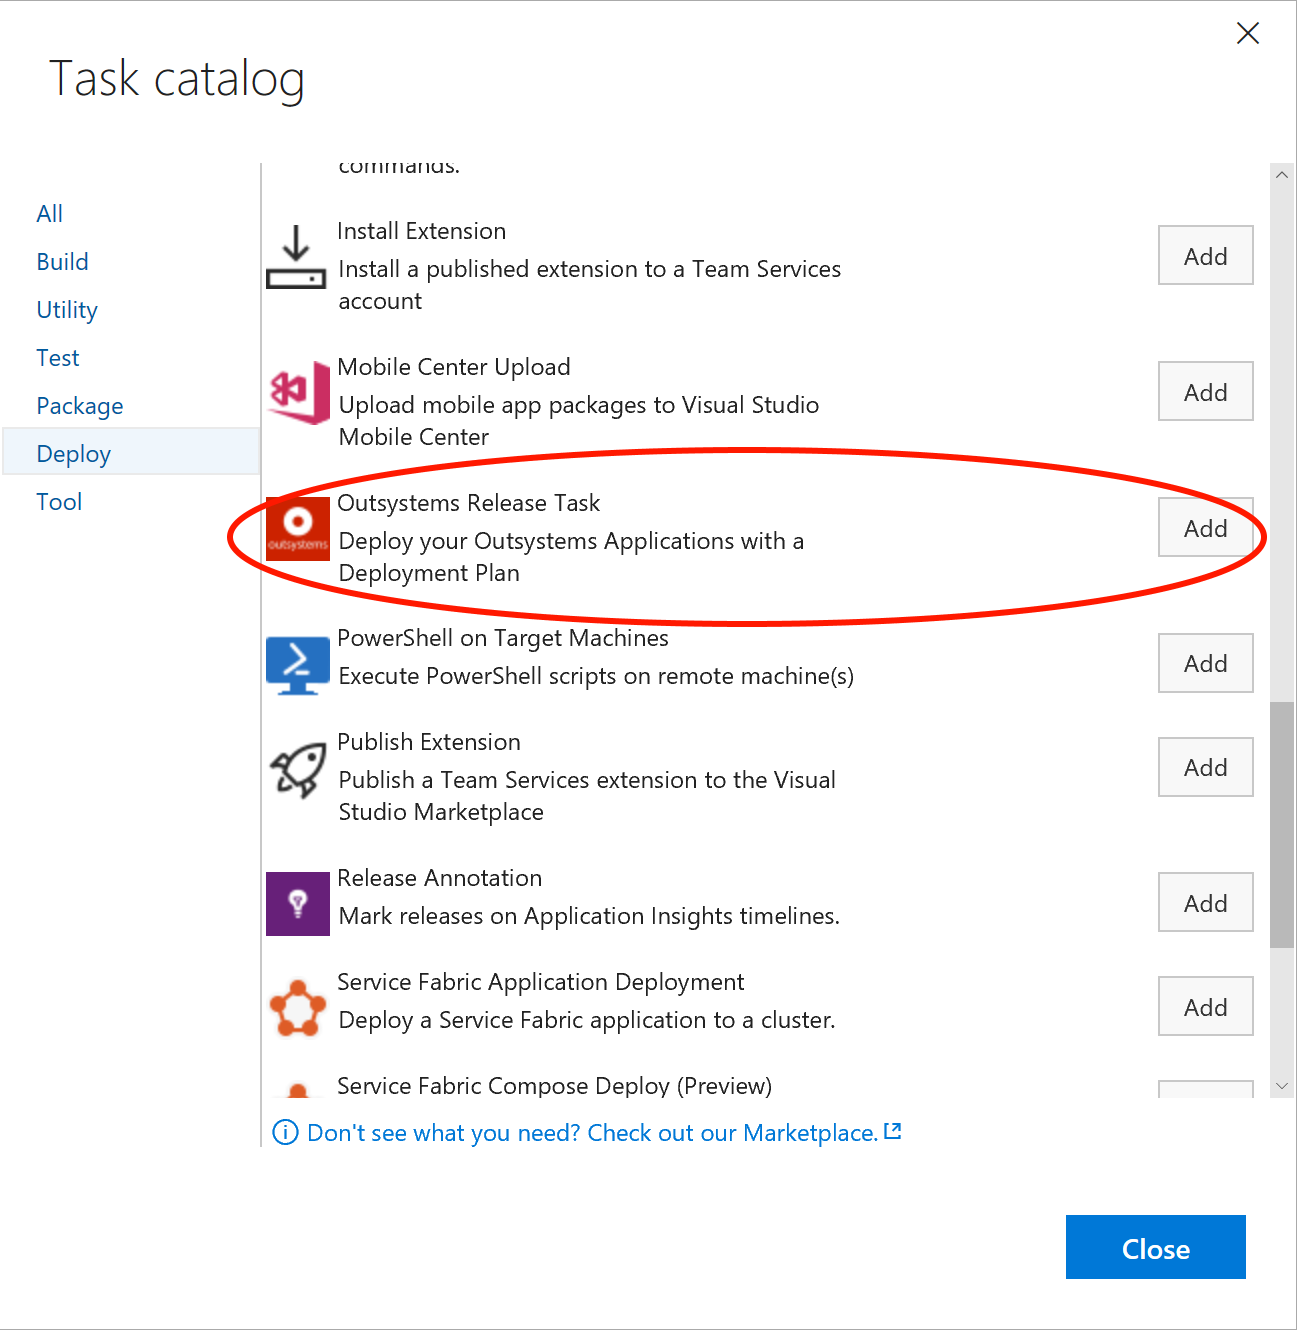 Task catalog
All
Build
Utility
Test
Package
Deploy
Tool
commands.
Install Extension
Install a published extension to a Team Services
account
Add
Mobile Center Upload
Upload mobile app packages to Visual Studio
Mobile Center
Add
outsystems
Outsystems Release Task
Deploy your Outsystems Applications with a
Deployment Plan
Add
PowerShell on Target Machines
Execute PowerShell scripts on remote machine(s)
Add
Publish Extension
Publish a Team Services extension to the Visual
Studio Marketplace
Add
Release Annotation
Mark releases on Application Insights timelines.
Add
Service Fabric Application Deployment
Deploy a Service Fabric application to a cluster.
Add
Service Fabric Compose Deploy (Preview)
Don't see what you need? Check out our Marketplace.
Close